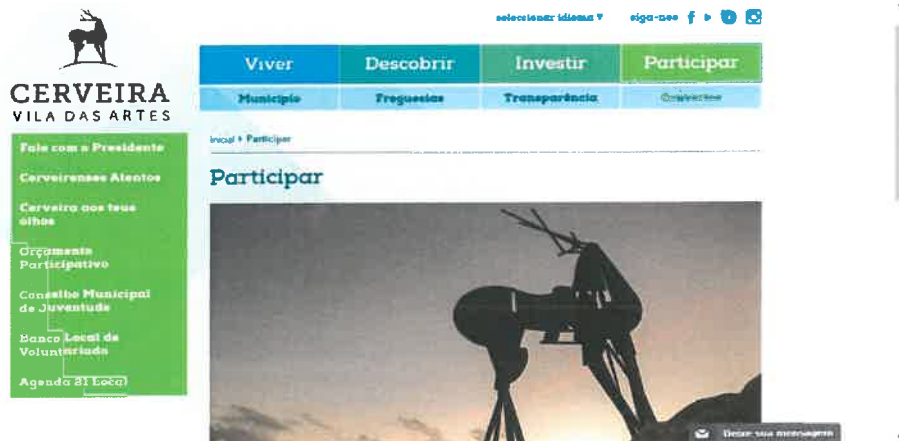 seleccionar idioma ▼ siga-nos
CERVEIRA
VILA DAS ARTES
Viver Descobrir Investir Participar
Município Freguesias Transparência Concursos
Inicial › Participar
Participar
Fale com o Presidente
Cerveirenses Atentos
Cerveira aos teus
olhos
Orçamento
Participativo
Conselho Municipal
de Juventude
Banco Local de
Voluntariado
Agenda 21 Local
Deixe sua mensagem